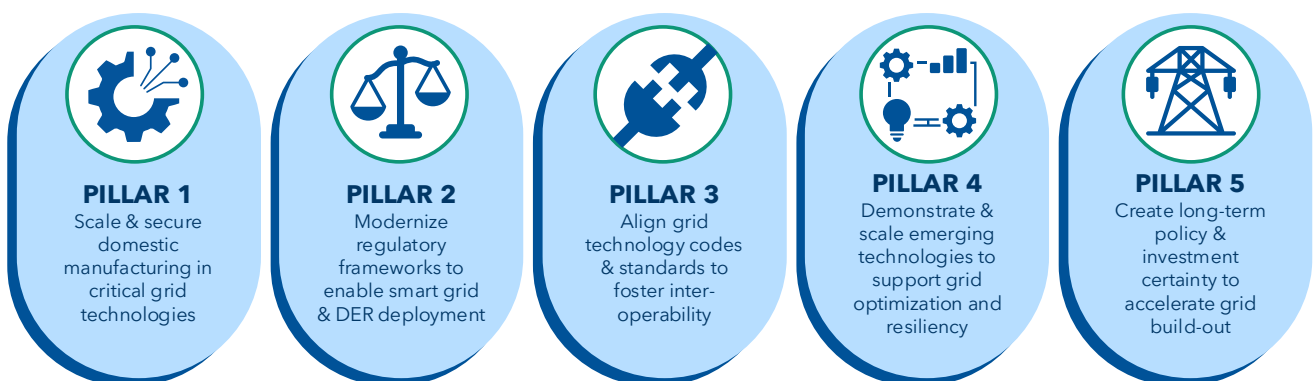 PILLAR 1
Scale & secure
domestic
manufacturing in
critical grid
technologies
PILLAR 2
Modernize
regulatory
frameworks to
enable smart grid
& DER deployment
PILLAR 3
Align grid
technology codes
& standards to
foster inter-
operability
PILLAR 4
Demonstrate &
scale emerging
technologies to
support grid
optimization and
resiliency
PILLAR 5
Create long-term
policy &
investment
certainty to
accelerate grid
build-out